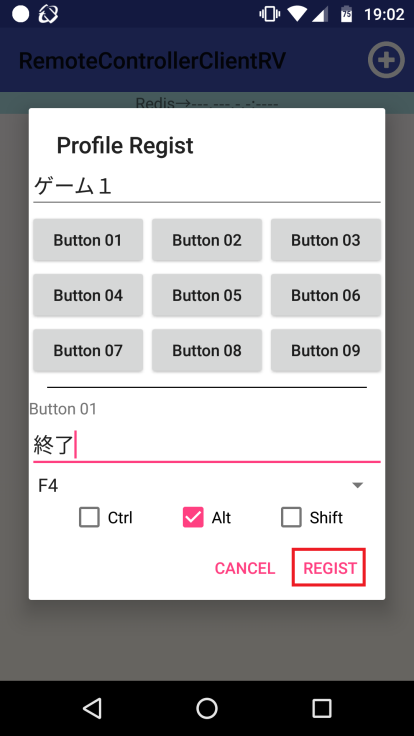 19:02
RemoteControllerClientRV
Redis→---.---.-.-:----
Profile Regist
ゲーム１
Button 01 Button 02 Button 03
Button 04 Button 05 Button 06
Button 07 Button 08 Button 09
Button 01
終了
F4
Ctrl Alt Shift
CANCEL REGIST